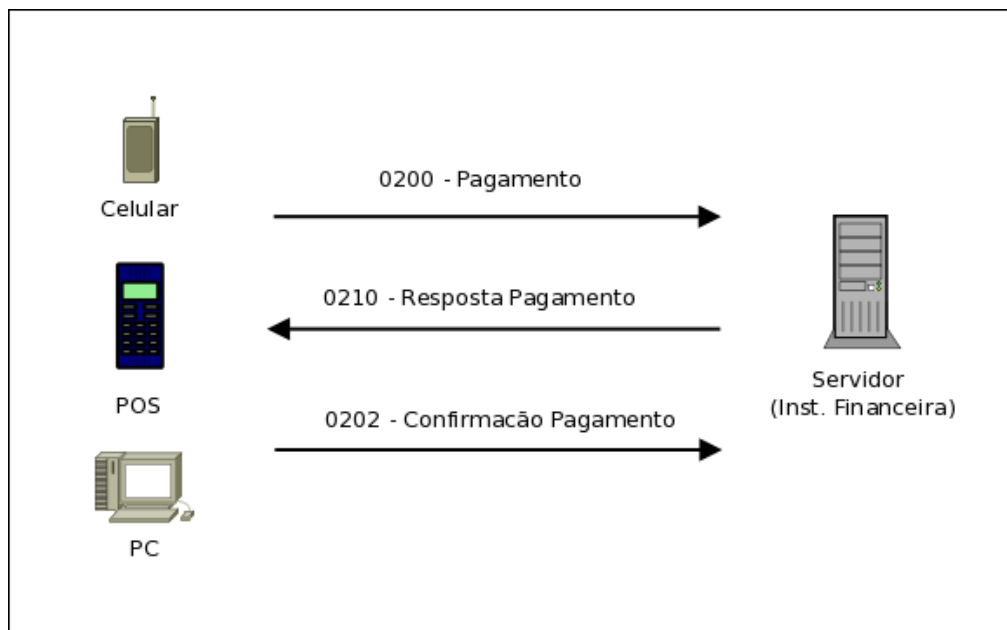 Celular
0200 - Pagamento
POS
0210 - Resposta Pagamento
Servidor
(Inst. Financeira)
0202 - Confirmacão Pagamento
PC